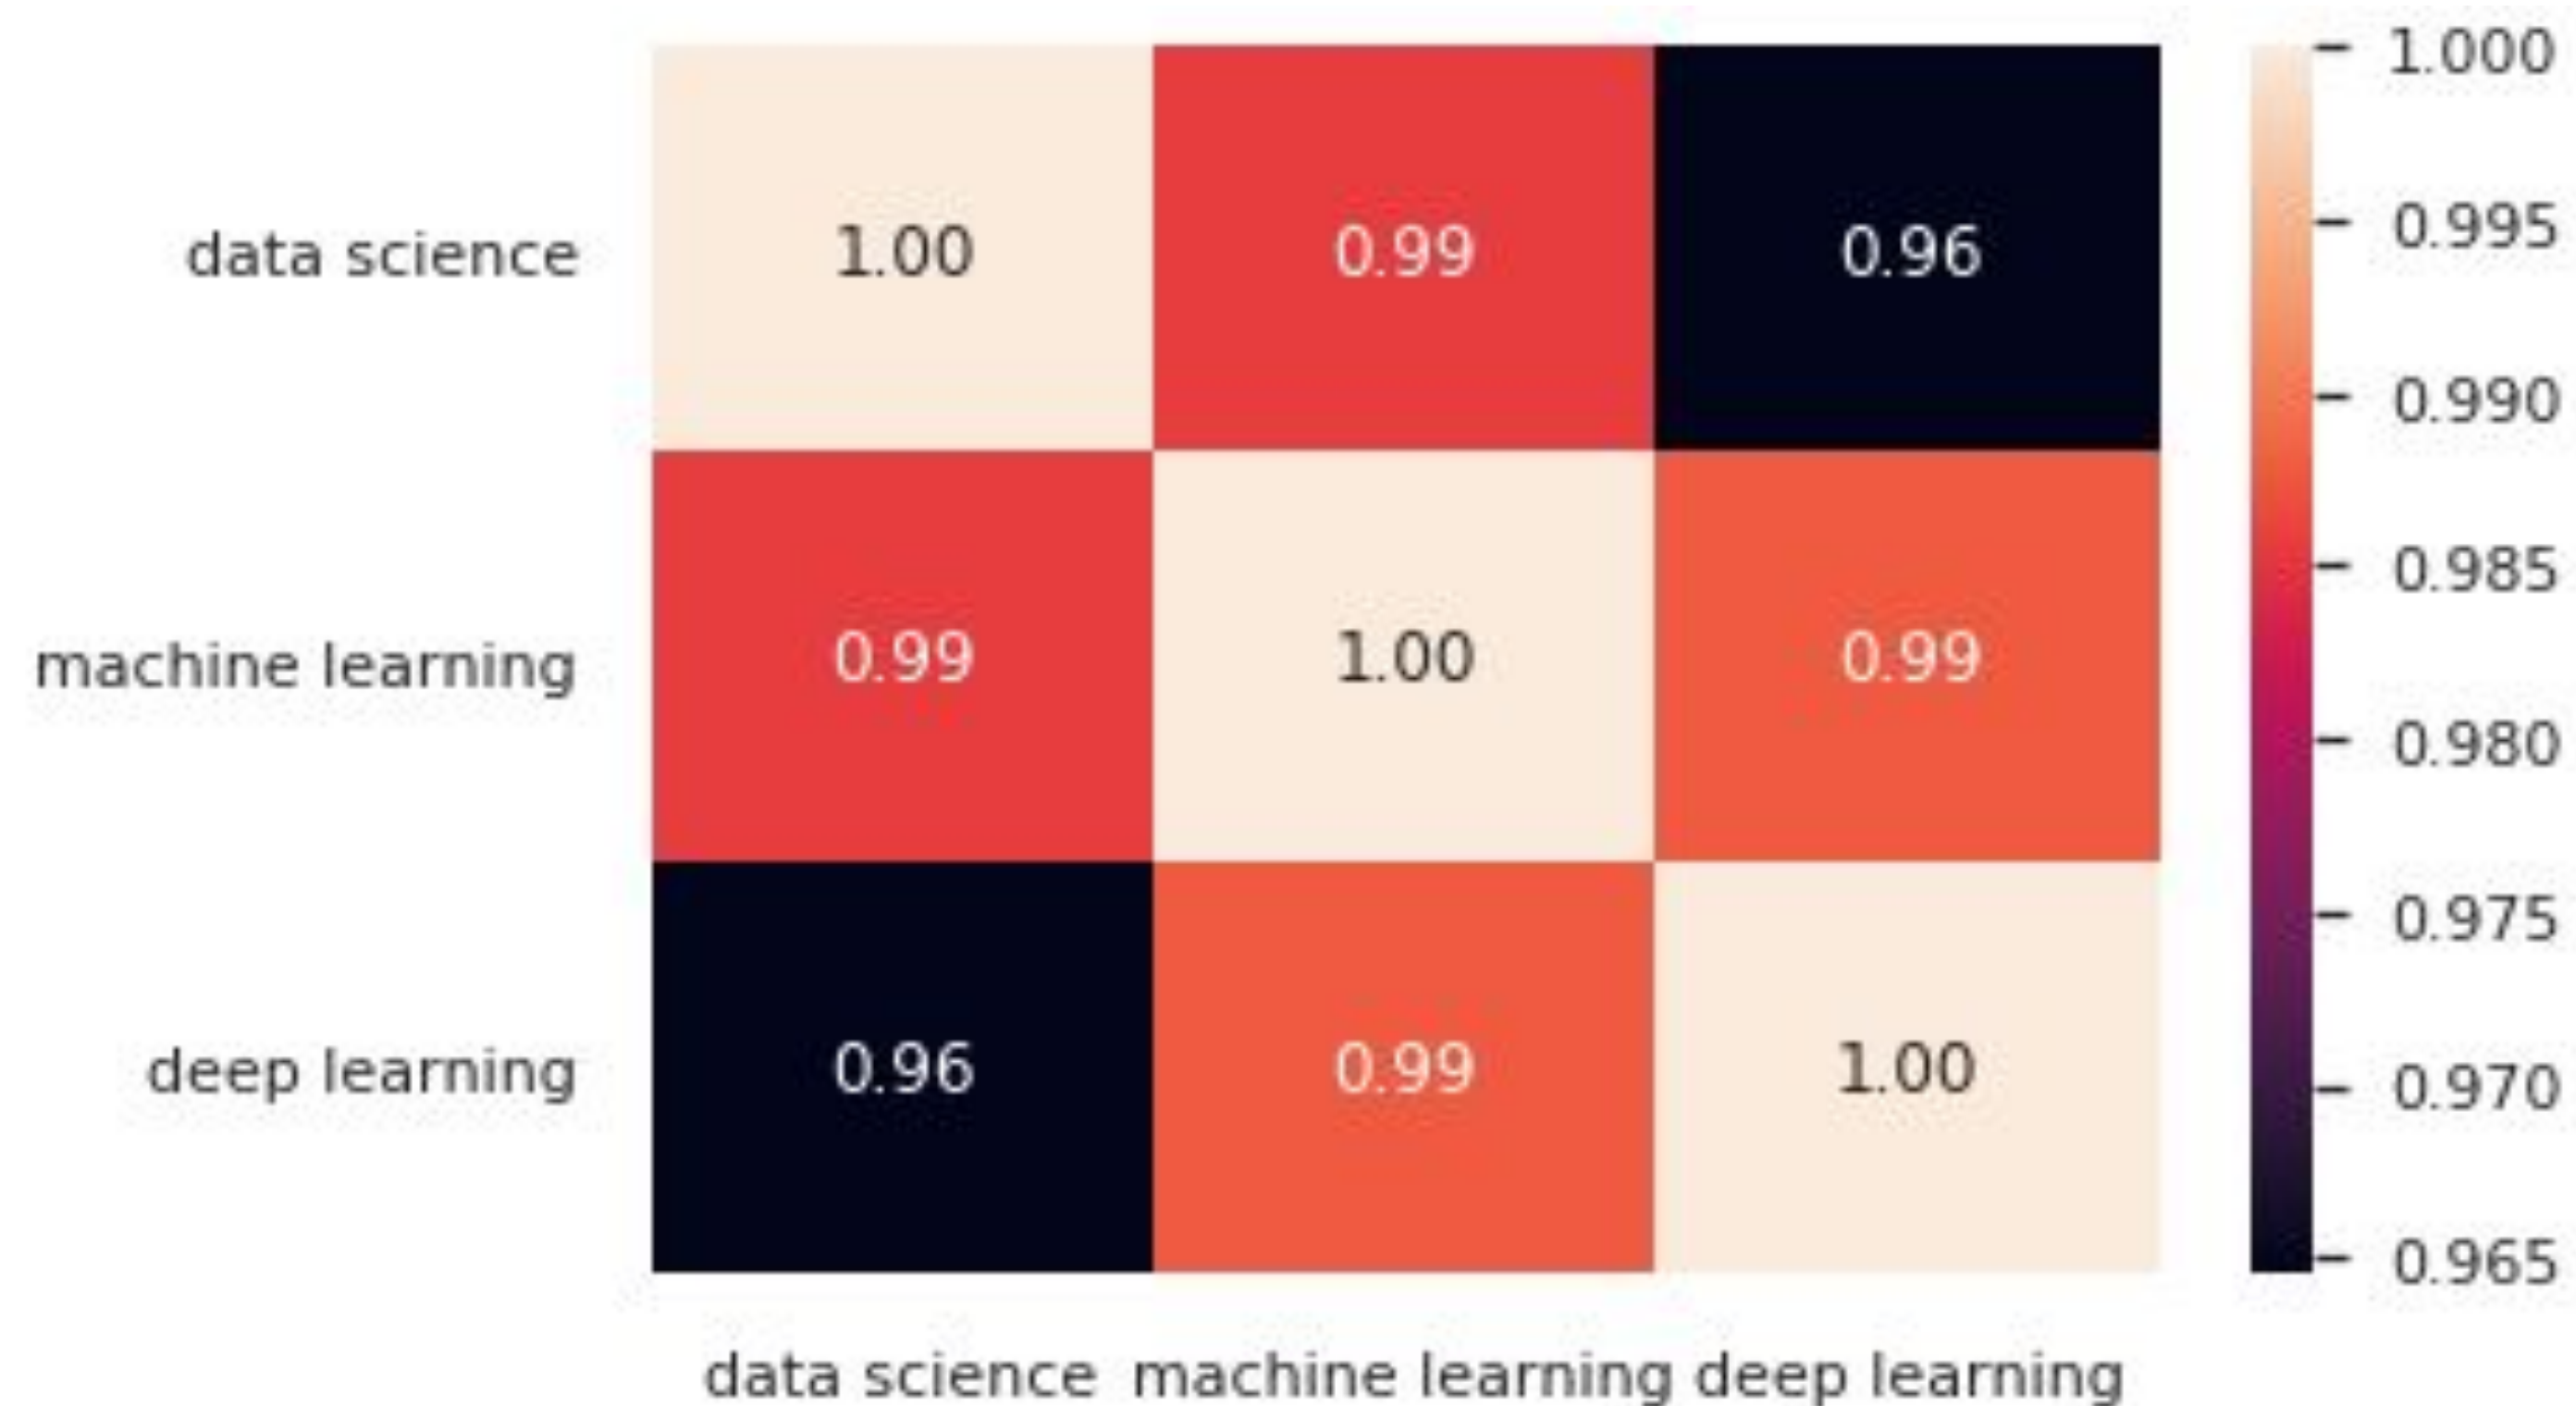 1.000
0.995
data science 1.00 0.99 0.96
0.990
0.985
machine learning 0.99 1.00 0.99
0.980
0.975
deep learning 0.96 0.99 1.00
0.970
0.965
data science machine learning deep learning